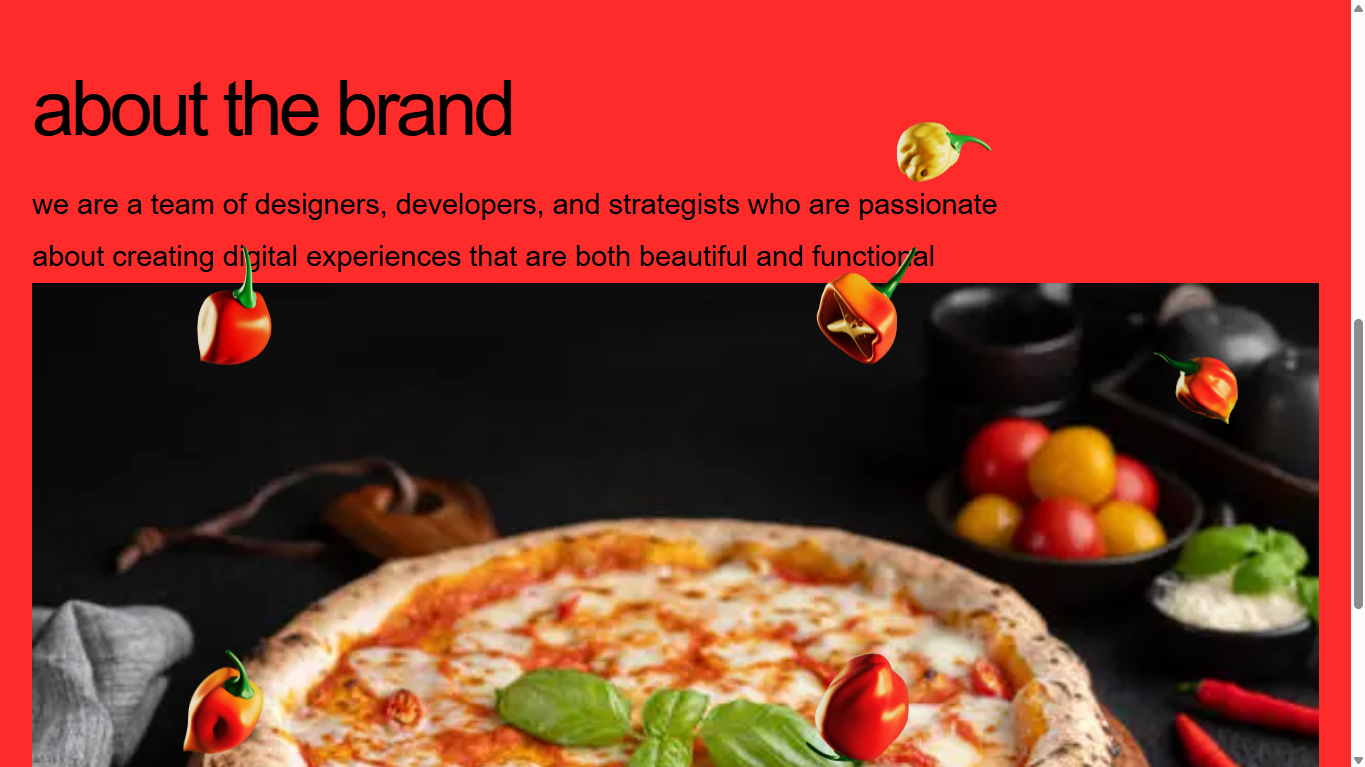 about the brand
we are a team of designers, developers, and strategists who are passionate
about creating digital experiences that are both beautiful and functional